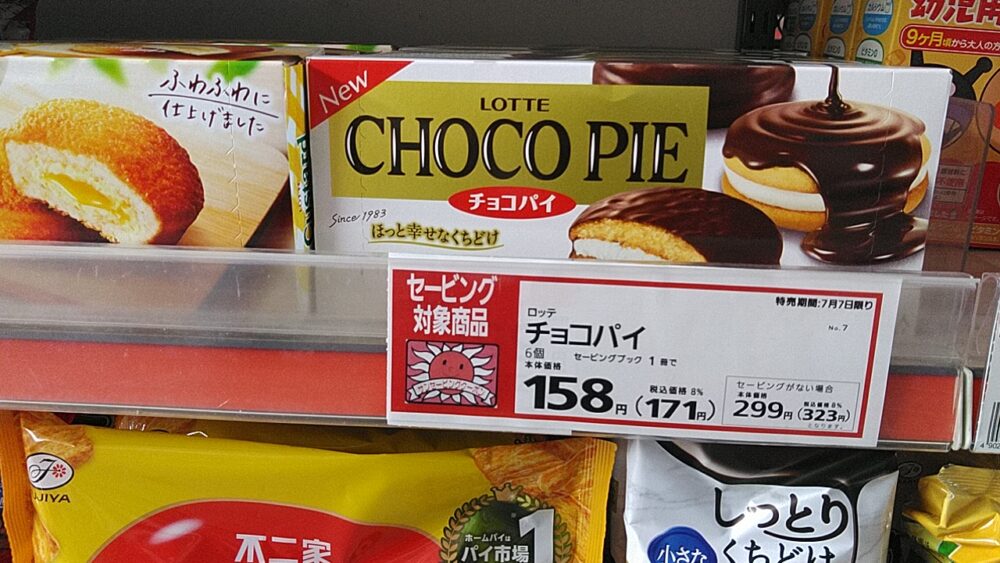 ふわふわに
仕上げました
New
LOTTE
CHOCO PIE
チョコパイ
Since 1983
ほっと幸せなくちどけ
9ヶ月頃から大人の方
セービング
対象商品
特売期間:7月7日限り
No. 7
ロッテ
チョコパイ
6個
セービングブック 1冊で
本体価格
158円
税込価格 8%
(171円)
セービングがない場合
本体価格
299円
税込価格 8%
(323円)
となります。
不二家
ホームパイは
パイ市場
1
しっとり
小さな
くちどけ